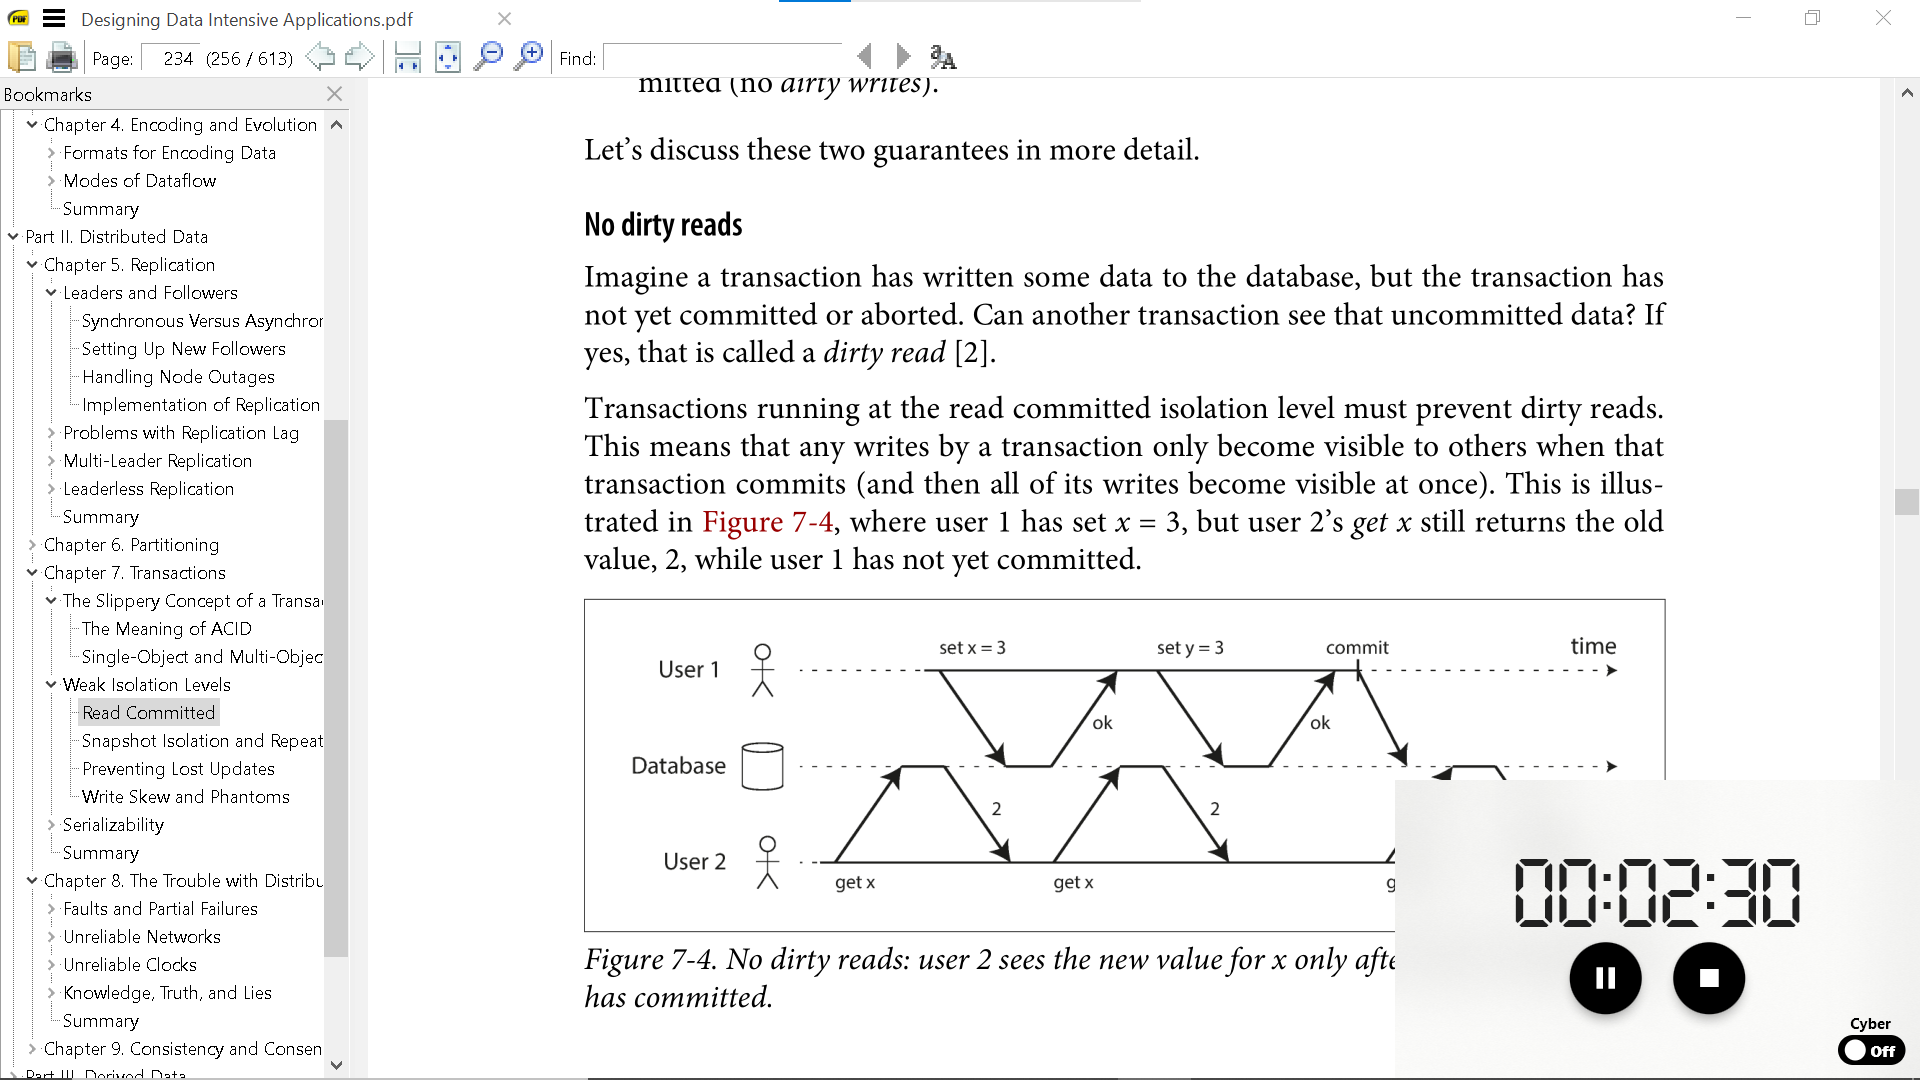 Designing Data Intensive Applications.pdf
Page: 234 (256 / 613) Find:
Bookmarks
Chapter 4. Encoding and Evolution
Formats for Encoding Data
Modes of Dataflow
Summary
Part II. Distributed Data
Chapter 5. Replication
Leaders and Followers
Synchronous Versus Asynchror
Setting Up New Followers
Handling Node Outages
Implementation of Replication
Problems with Replication Lag
Multi-Leader Replication
Leaderless Replication
Summary
Chapter 6. Partitioning
Chapter 7. Transactions
The Slippery Concept of a Transa
The Meaning of ACID
Single-Object and Multi-Objec
Weak Isolation Levels
Read Committed
Snapshot Isolation and Repeat
Preventing Lost Updates
Write Skew and Phantoms
Serializability
Summary
Chapter 8. The Trouble with Distribu
Faults and Partial Failures
Unreliable Networks
Unreliable Clocks
Knowledge, Truth, and Lies
Summary
Chapter 9. Consistency and Consen
Part III. Derived Data
mitted (no dirty writes).
Let's discuss these two guarantees in more detail.
No dirty reads
Imagine a transaction has written some data to the database, but the transaction has
not yet committed or aborted. Can another transaction see that uncommitted data? If
yes, that is called a dirty read [2].
Transactions running at the read committed isolation level must prevent dirty reads.
This means that any writes by a transaction only become visible to others when that
transaction commits (and then all of its writes become visible at once). This is illus-
trated in Figure 7-4, where user 1 has set x = 3, but user 2's get x still returns the old
value, 2, while user 1 has not yet committed.
set x = 3 set y = 3 commit time
User 1
ok ok
Database
2 2
User 2
get x get x g
Figure 7-4. No dirty reads: user 2 sees the new value for x only afte
has committed.
00:02:30
Cyber
Off